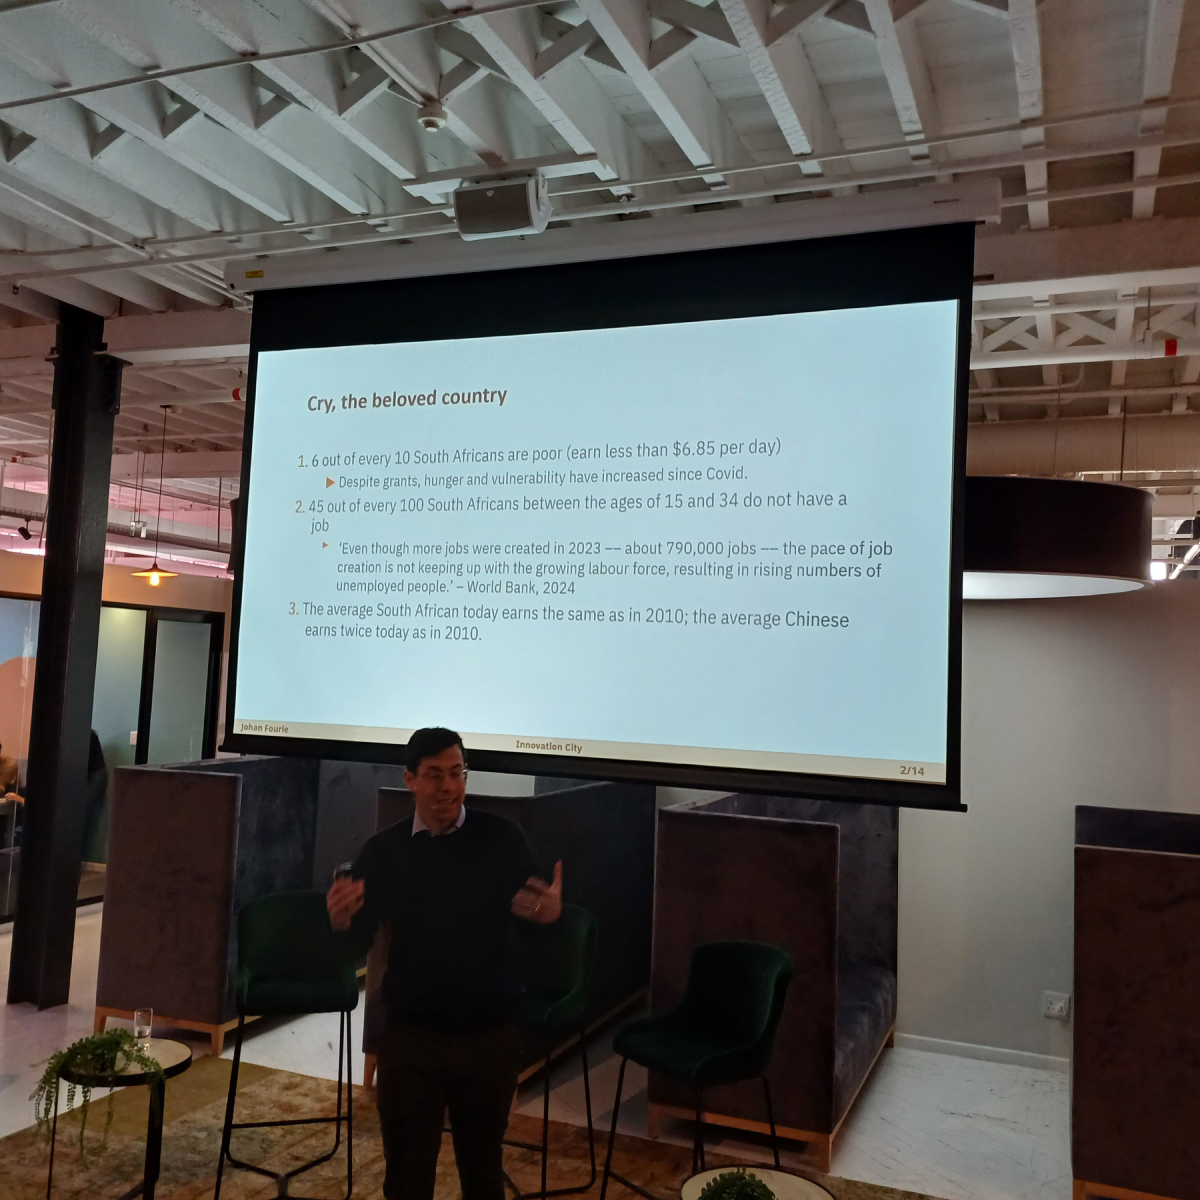 Cry, the beloved country
1. 6 out of every 10 South Africans are poor (earn less than $6.85 per day)
▶ Despite grants, hunger and vulnerability have increased since Covid.
2. 45 out of every 100 South Africans between the ages of 15 and 34 do not have a
job
▶ ‘Even though more jobs were created in 2023 –– about 790,000 jobs –– the pace of job
creation is not keeping up with the growing labour force, resulting in rising numbers of
unemployed people.’ – World Bank, 2024
3. The average South African today earns the same as in 2010; the average Chinese
earns twice today as in 2010.
Johan Fourie
Innovation City
2/14